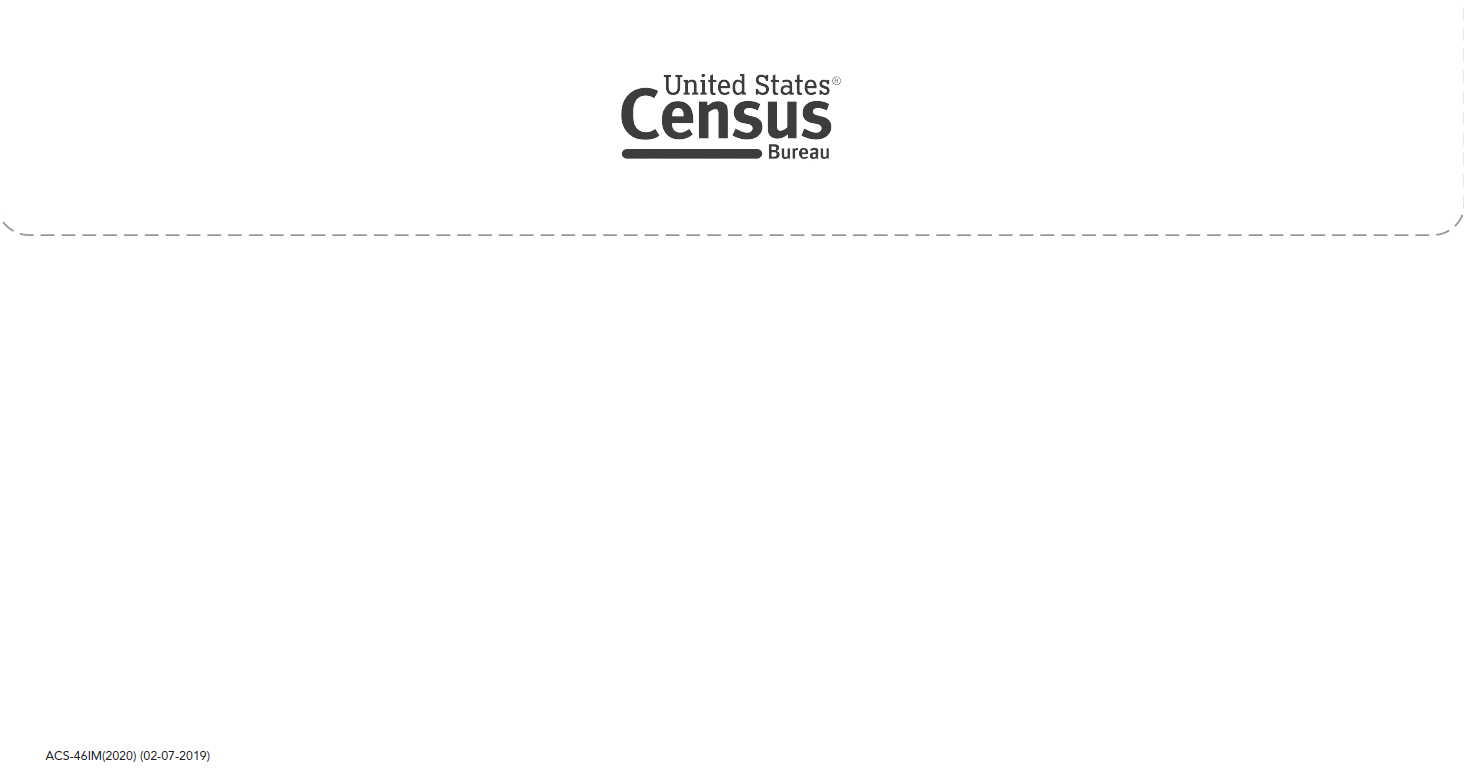 United States®
Census
Bureau
ACS-46IM(2020) (02-07-2019)